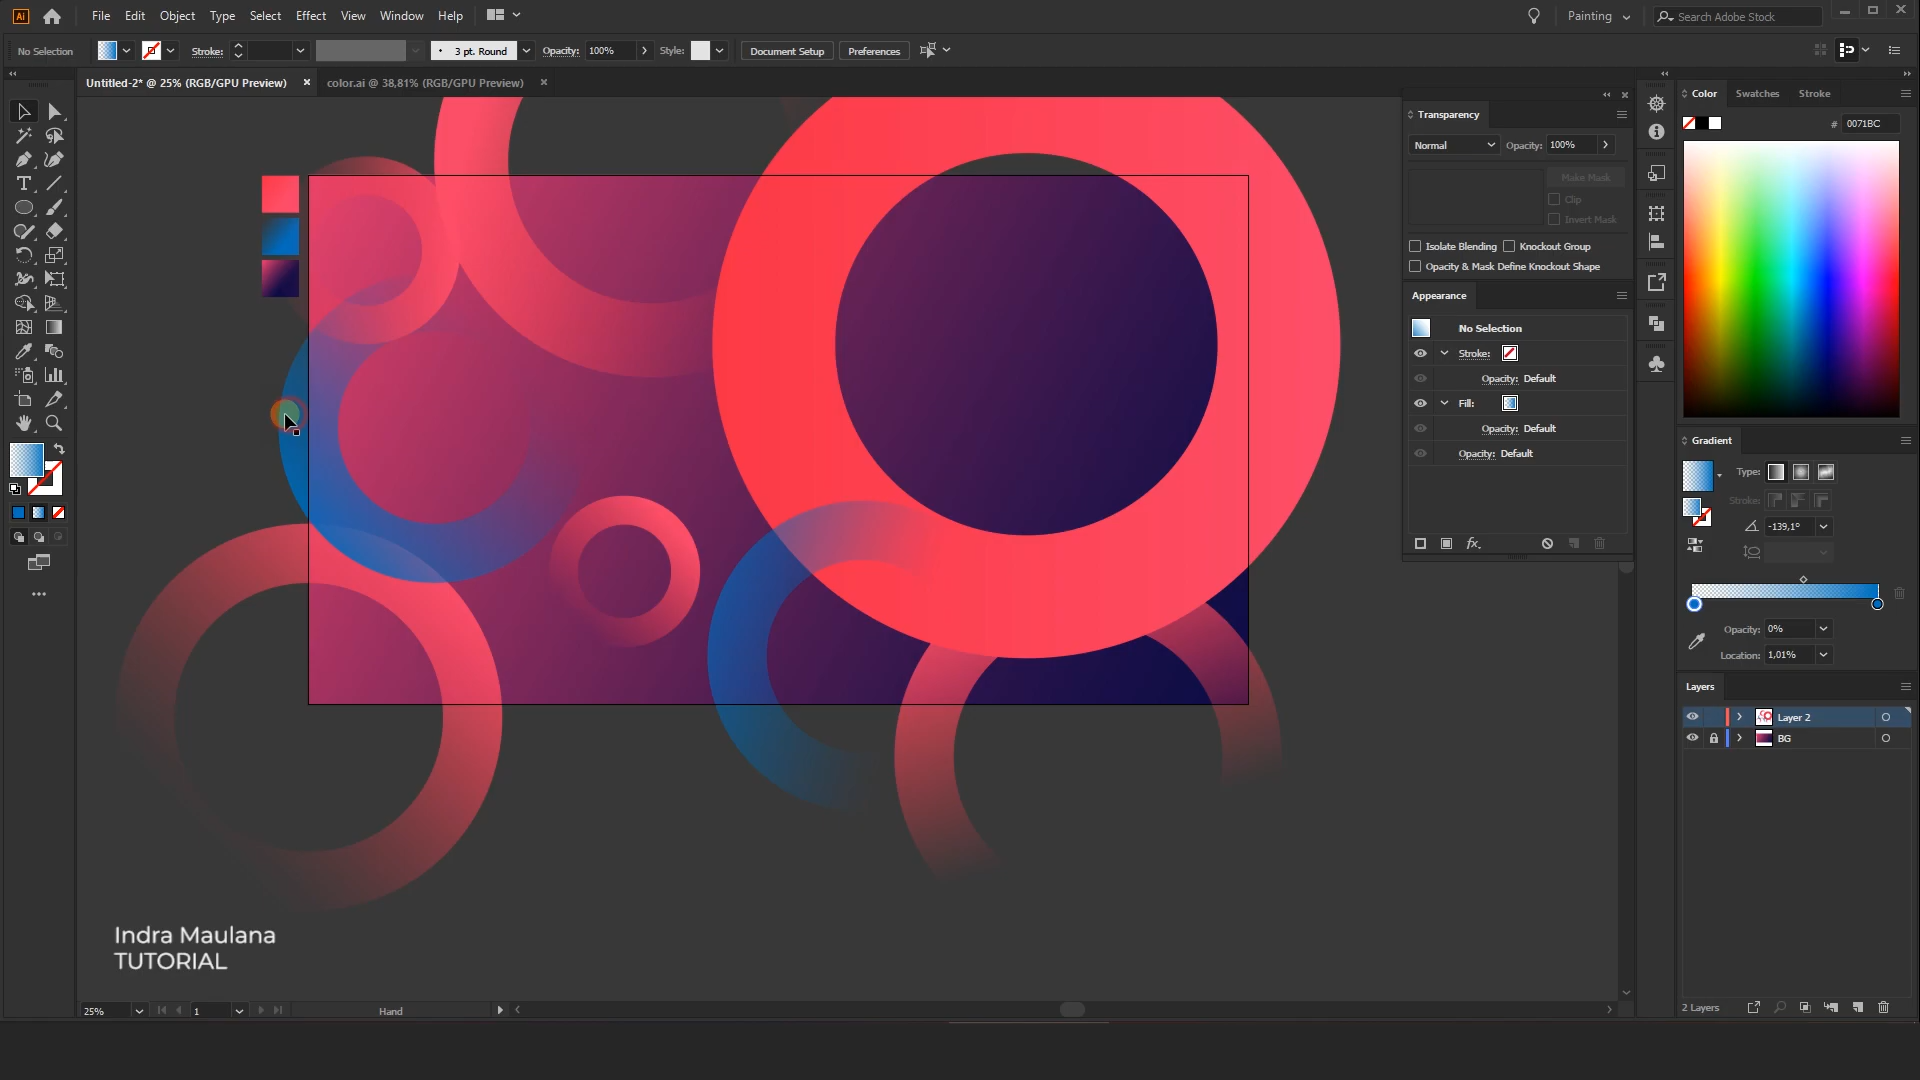 Ai File Edit Object Type Select Effect View Window Help Painting Search Adobe Stock
No Selection Stroke: 3 pt. Round Opacity: 100% Style: Document Setup Preferences
Untitled-2* @ 25% (RGB/GPU Preview) color.ai @ 38,81% (RGB/GPU Preview)
Transparency
Normal Opacity: 100%
Make Mask
Clip
Invert Mask
Isolate Blending Knockout Group
Opacity & Mask Define Knockout Shape
Appearance
No Selection
Stroke:
Opacity: Default
Fill:
Opacity: Default
Opacity: Default
fx
Color Swatches Stroke
# 0071BC
Gradient
Type:
Stroke:
-139,1°
Opacity: 0%
Location: 1,01%
Layers
Layer 2
BG
2 Layers
Indra Maulana
TUTORIAL
25% 1 Hand